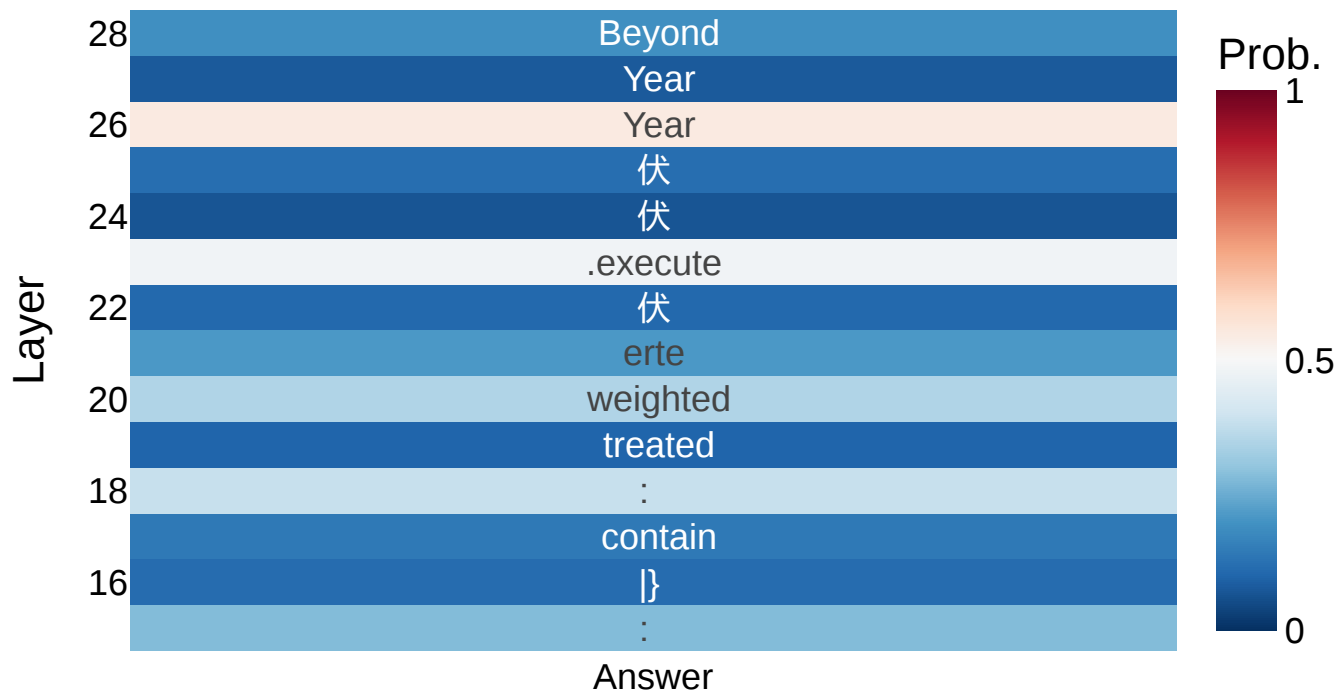 28 Beyond
Year
26 Year
伏
24 伏
.execute
22 伏
erte
20 weighted
treated
18 :
contain
16 |}
:
Layer
Answer
Prob.
1
0.5
0